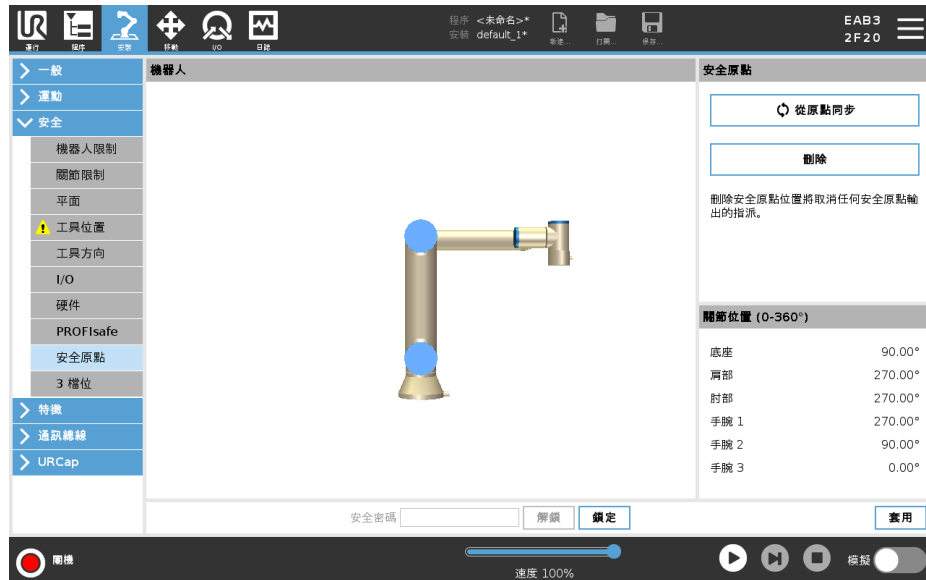 運行
程序
安裝
移動
I/O
日誌
程序 <未命名>*
安裝 default_1*
新建...
打開...
保存...
EAB3
2F20
一般
運動
安全
機器人限制
關節限制
平面
工具位置
工具方向
I/O
硬件
PROFIsafe
安全原點
3 檔位
特徵
通訊總線
URCap
機器人
安全原點
從原點同步
刪除
刪除安全原點位置將取消任何安全原點輸
出的指派。
關節位置 (0-360°)
底座 90.00°
肩部 270.00°
肘部 270.00°
手腕 1 270.00°
手腕 2 90.00°
手腕 3 0.00°
安全密碼
解鎖
鎖定
套用
關機
速度 100%
模擬